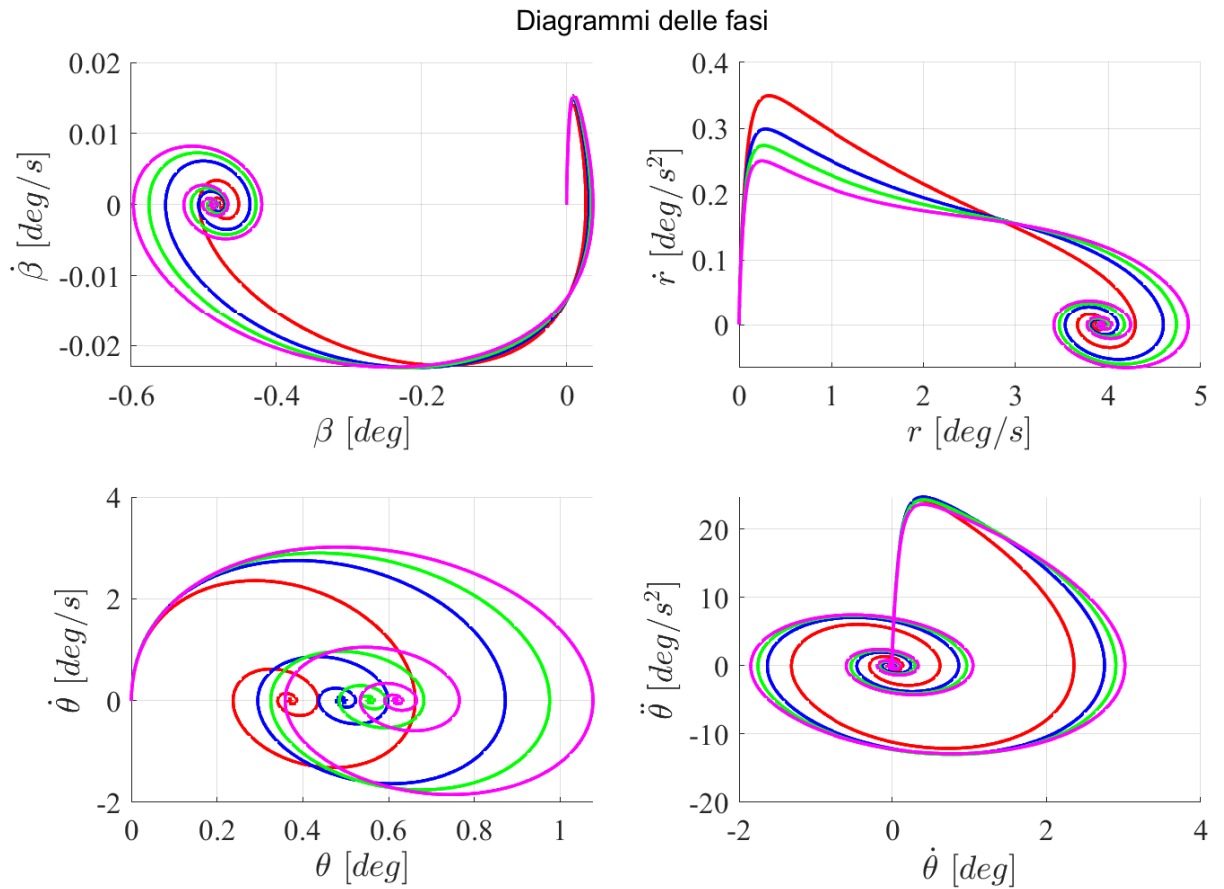 Diagrammi delle fasi
0.02
0.01
0
-0.01
-0.02
β̇ [deg/s]
-0.6 -0.4 -0.2 0
β [deg]
0.4
0.3
0.2
0.1
0
ṙ [deg/s²]
0 1 2 3 4 5
r [deg/s]
4
2
0
-2
θ̇ [deg/s]
0 0.2 0.4 0.6 0.8 1
θ [deg]
20
10
0
-10
-20
θ̈ [deg/s²]
-2 0 2 4
θ̇ [deg]